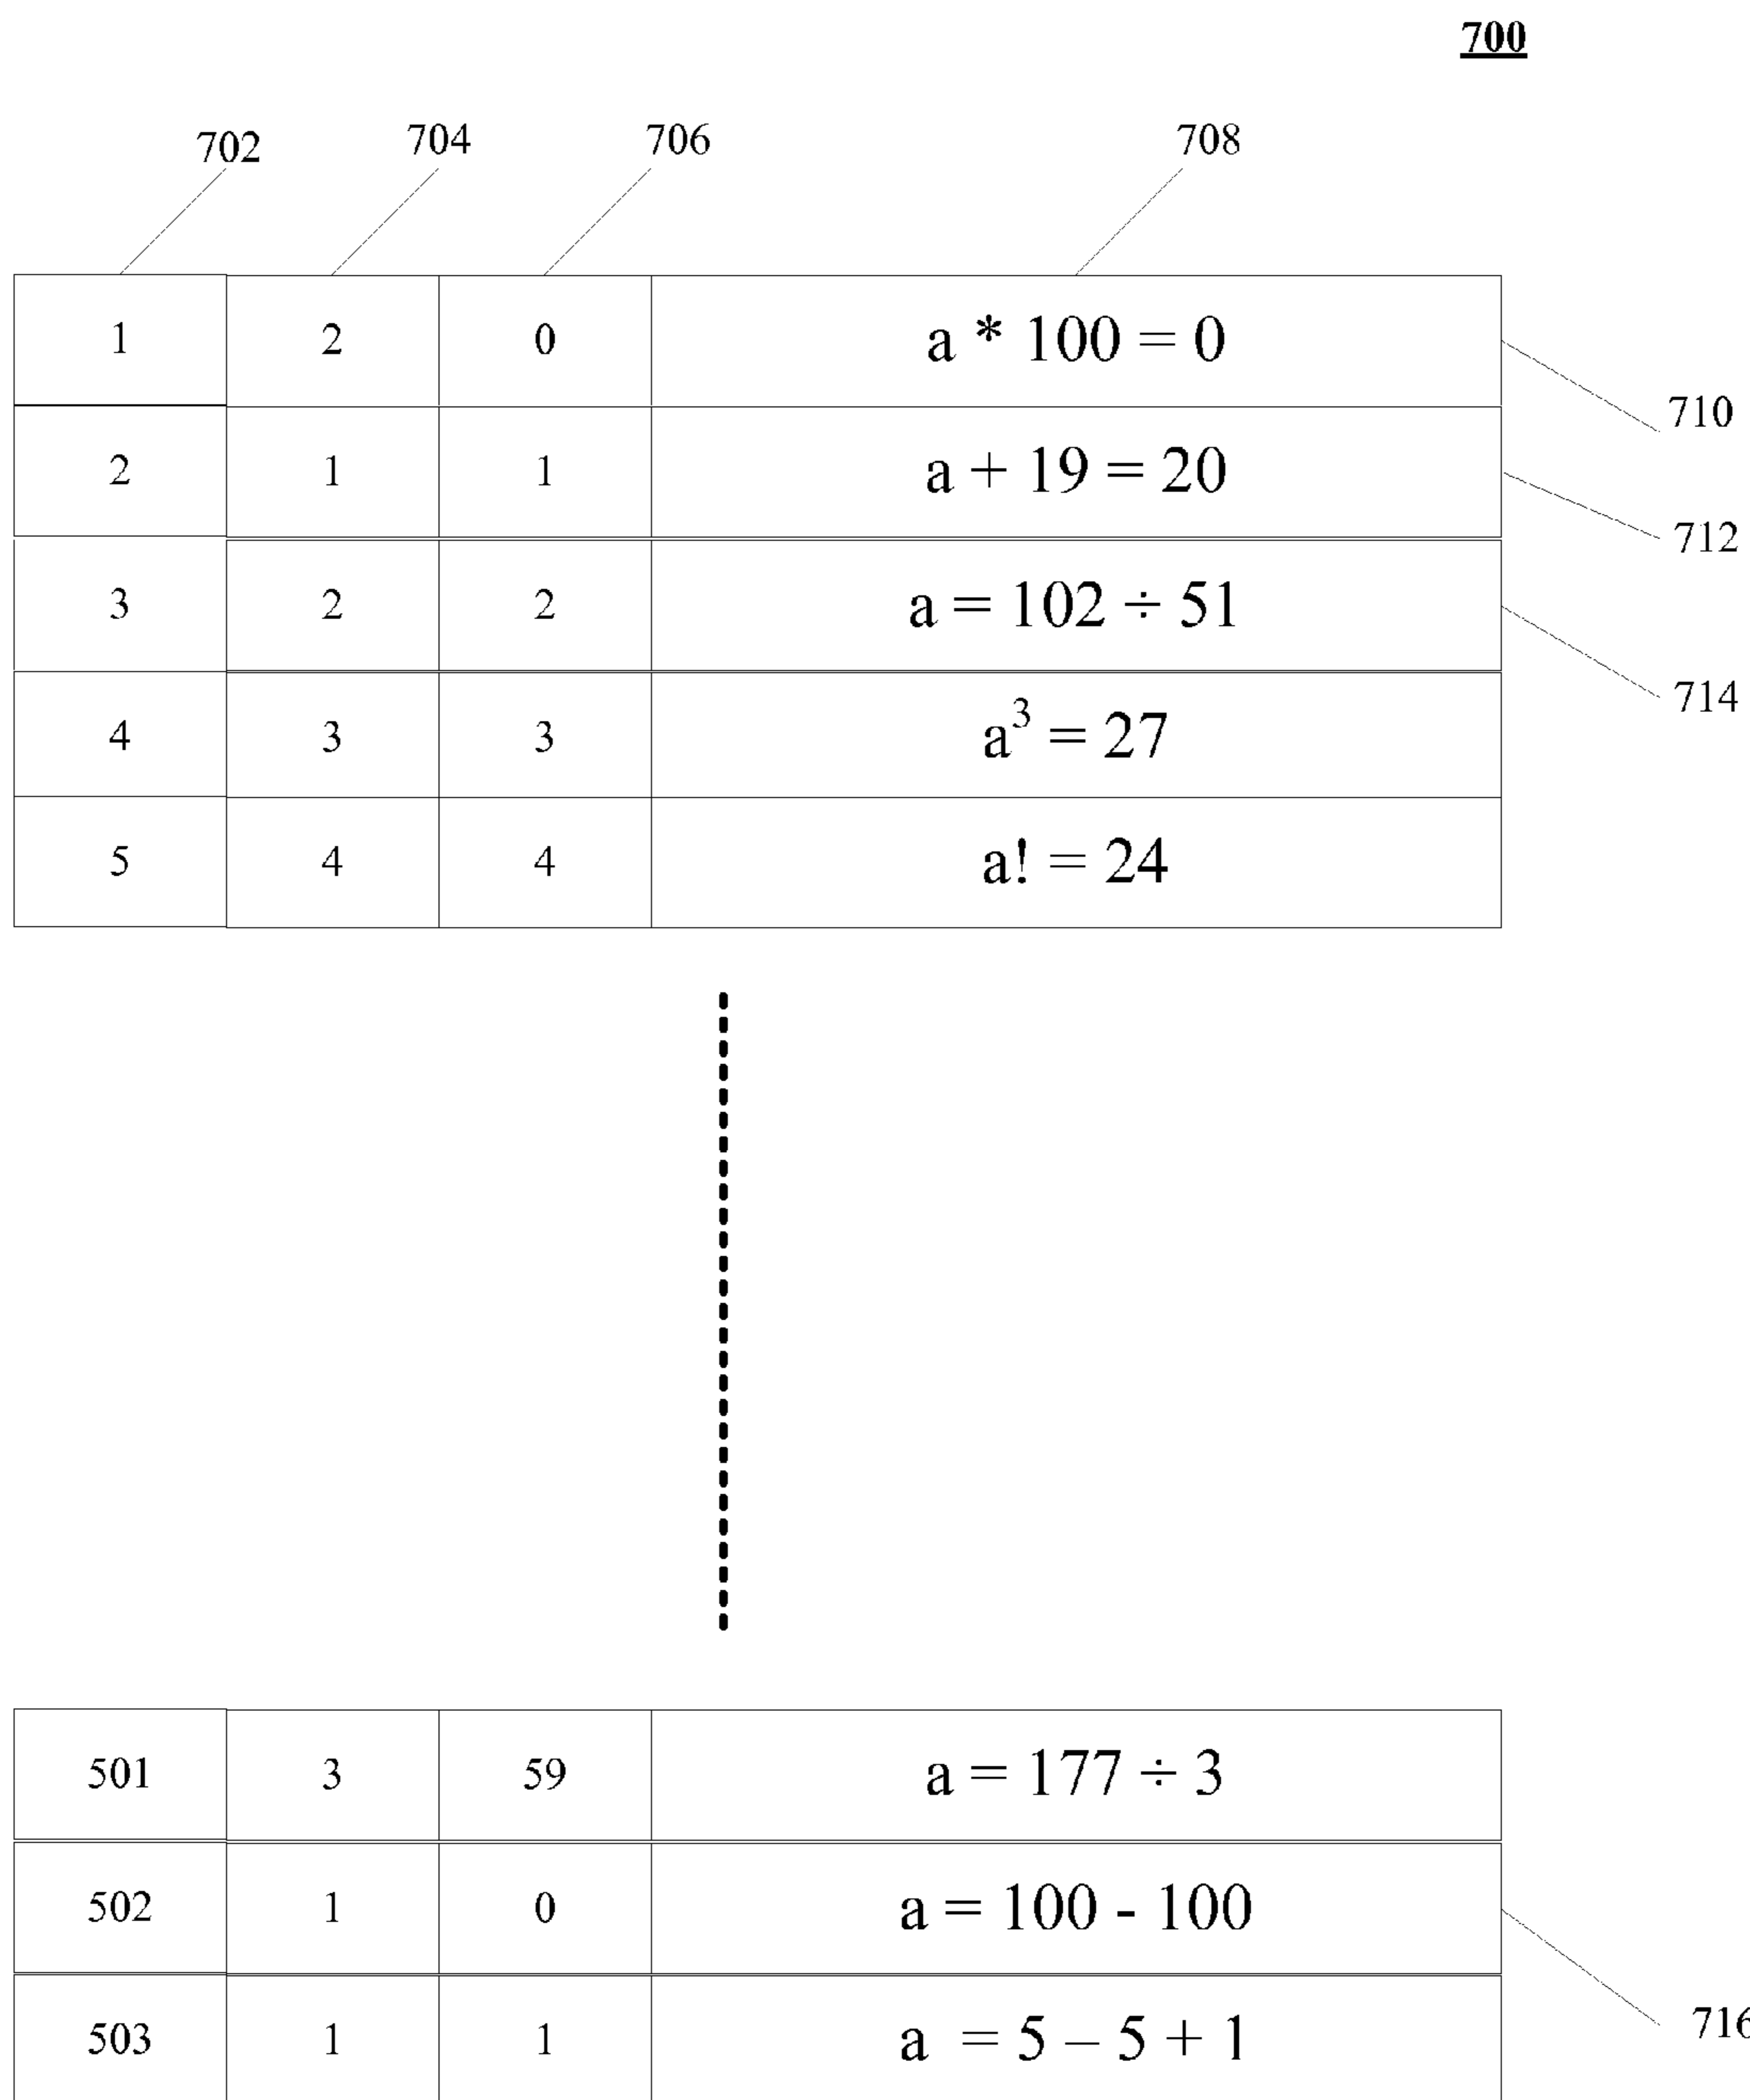 700
702 704 706 708
1 2 0 a * 100 = 0
710
2 1 1 a + 19 = 20
712
3 2 2 a = 102 ÷ 51
714
4 3 3 a³ = 27
5 4 4 a! = 24
501 3 59 a = 177 ÷ 3
502 1 0 a = 100 - 100
716
503 1 1 a = 5 – 5 + 1